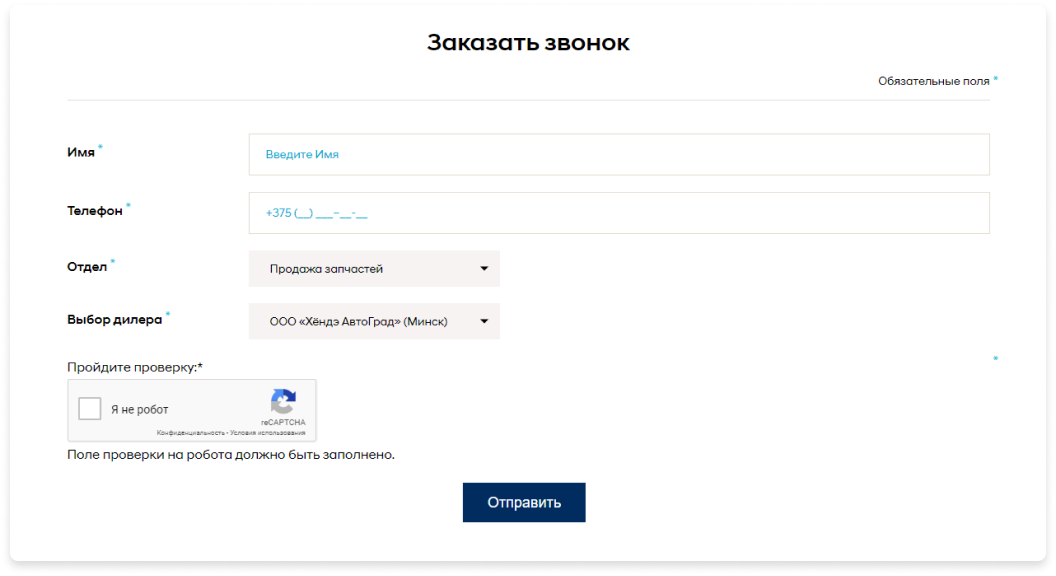 Заказать звонок
Обязательные поля *
Имя *
Введите Имя
Телефон *
+375 (__) ___-__-__
Отдел *
Продажа запчастей
Выбор дилера *
ООО «Хёндэ АвтоГрад» (Минск)
*
Пройдите проверку:*
Я не робот
reCAPTCHA
Конфиденциальность - Условия использования
Поле проверки на робота должно быть заполнено.
Отправить